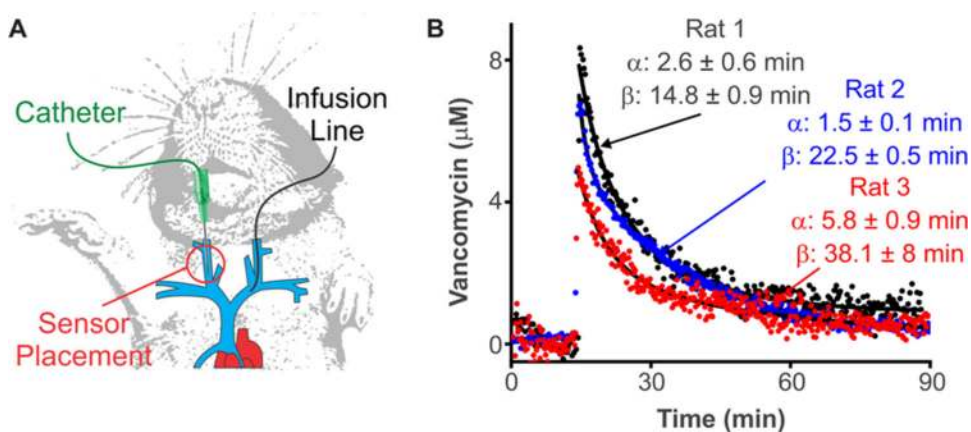 A
Catheter
Infusion
Line
Sensor
Placement
B
Rat 1
α: 2.6 ± 0.6 min
β: 14.8 ± 0.9 min
Rat 2
α: 1.5 ± 0.1 min
β: 22.5 ± 0.5 min
Rat 3
α: 5.8 ± 0.9 min
β: 38.1 ± 8 min
Vancomycin (μM)
8
4
0
0
30
60
90
Time (min)